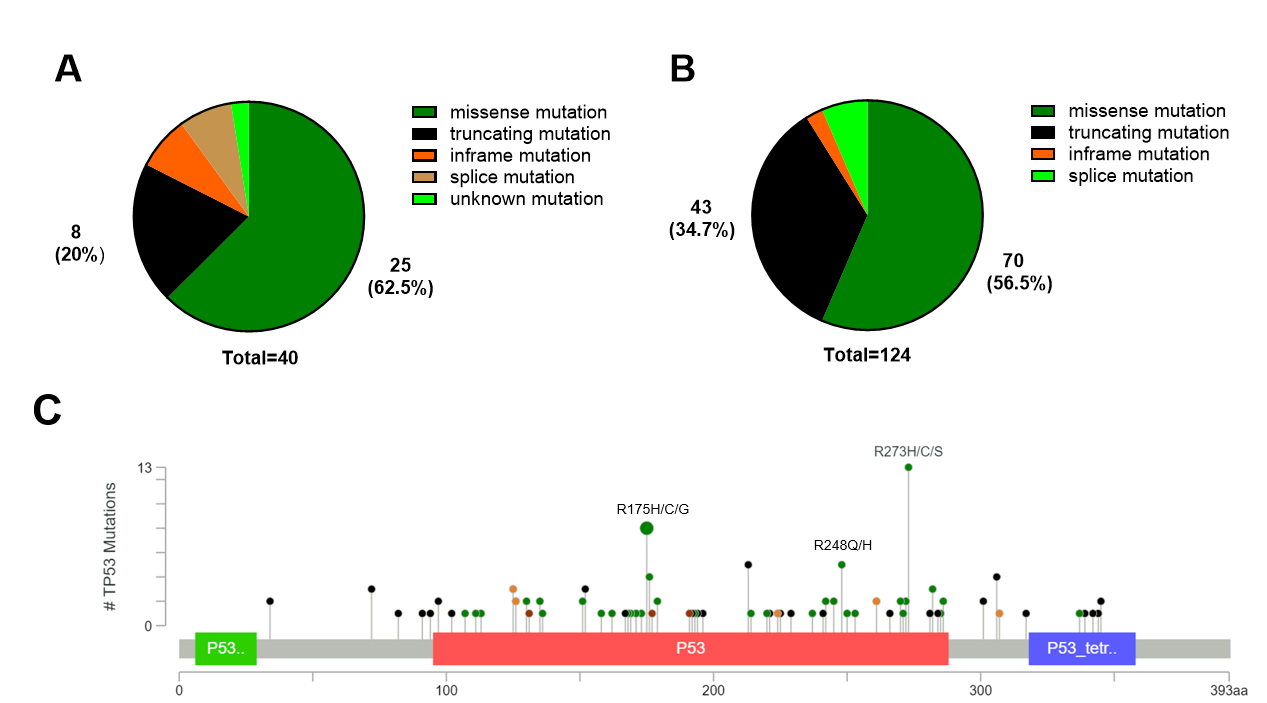 A
missense mutation
truncating mutation
inframe mutation
splice mutation
unknown mutation
8
(20%)
25
(62.5%)
Total=40
B
missense mutation
truncating mutation
inframe mutation
splice mutation
43
(34.7%)
70
(56.5%)
Total=124
C
# TP53 Mutations
13
0
R175H/C/G
R248Q/H
R273H/C/S
P53..
P53
P53_tetr..
0
100
200
300
393aa